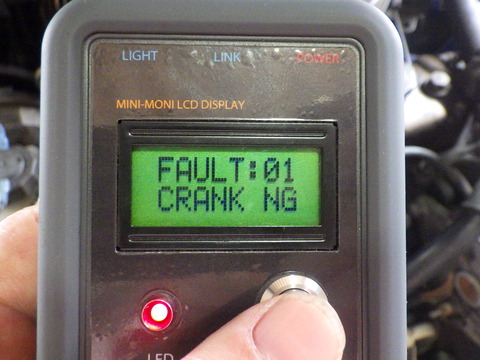 LIGHT LINK POWER
MINI-MONI LCD DISPLAY
FAULT:01
CRANK NG
LED